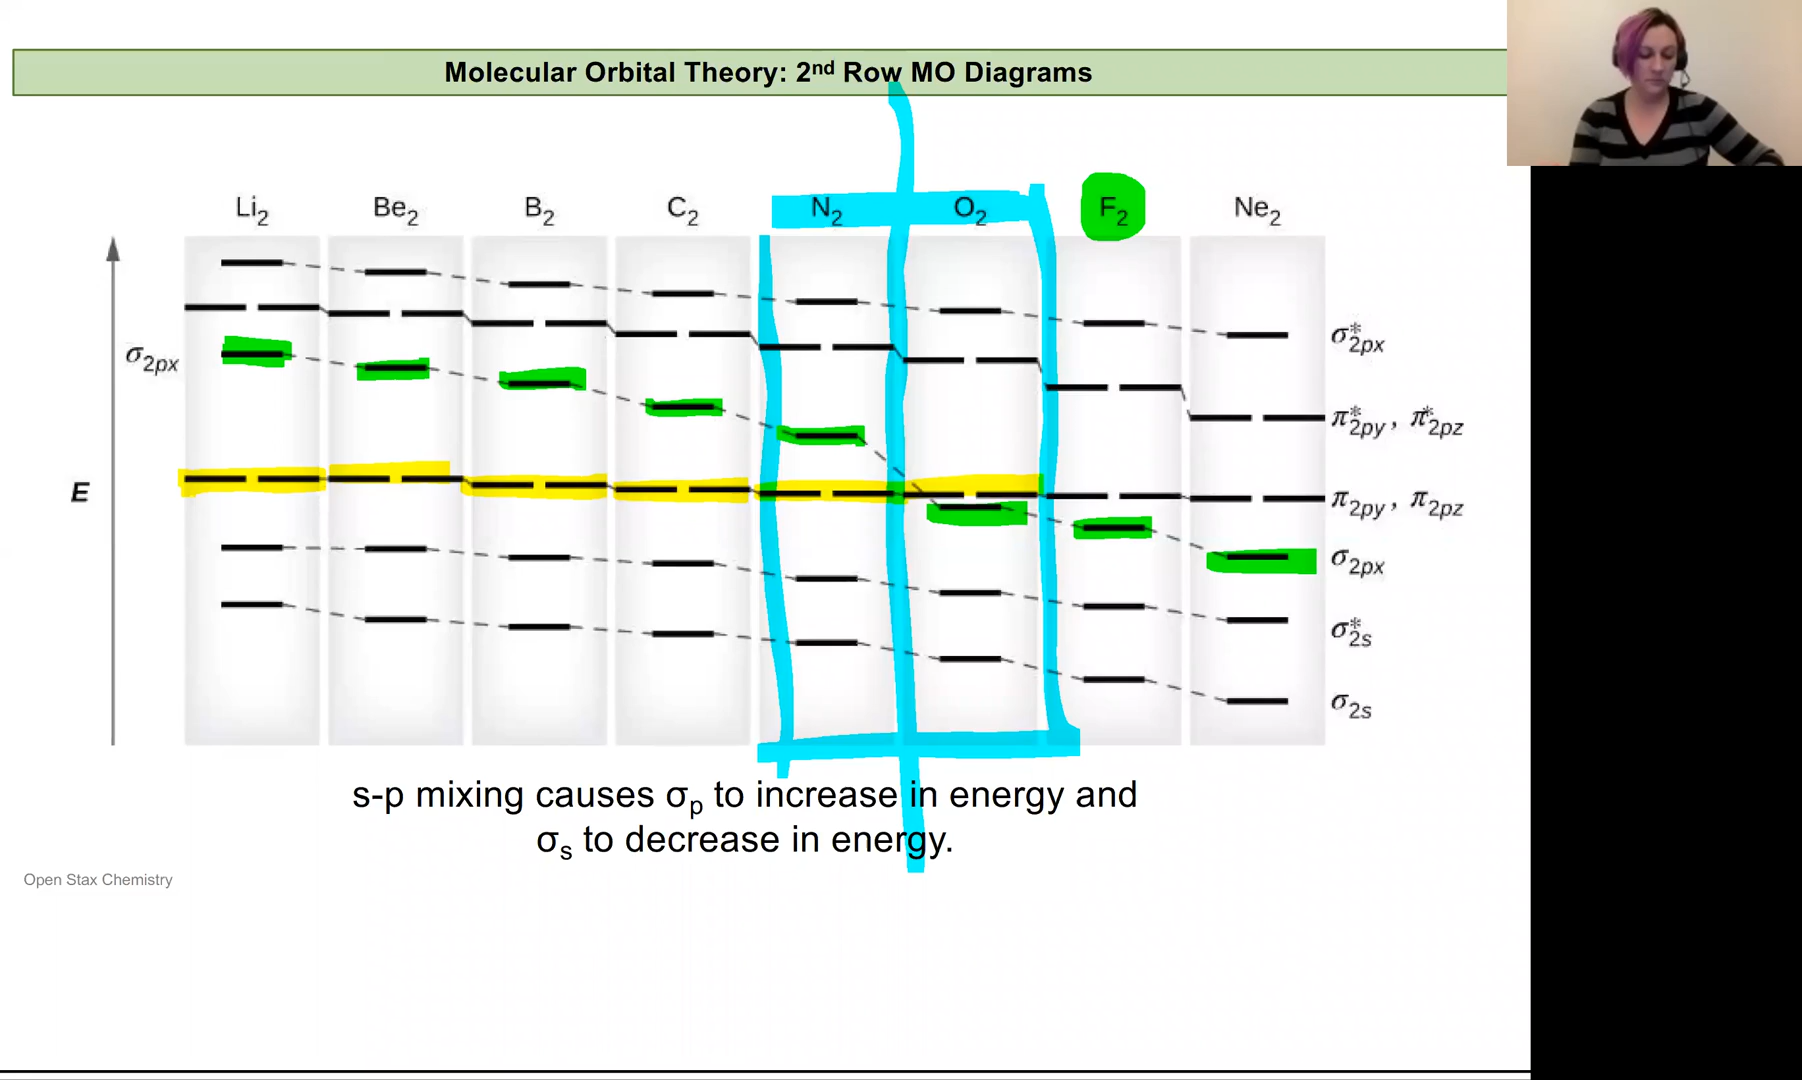 Molecular Orbital Theory: 2nd Row MO Diagrams
Li2 Be2 B2 C2 N2 O2 F2 Ne2
σ*2px
σ2px
π*2py, π*2pz
E
π2py, π2pz
σ2px
σ*2s
σ2s
s-p mixing causes σp to increase in energy and
σs to decrease in energy.
Open Stax Chemistry